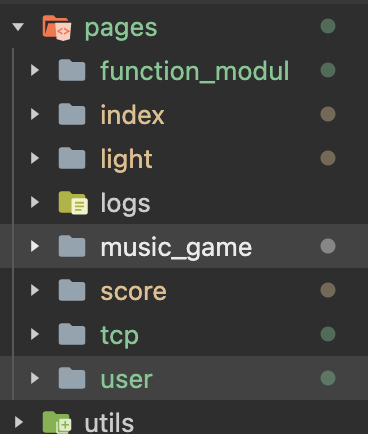 pages
function_modul
index
light
logs
music_game
score
tcp
user
utils